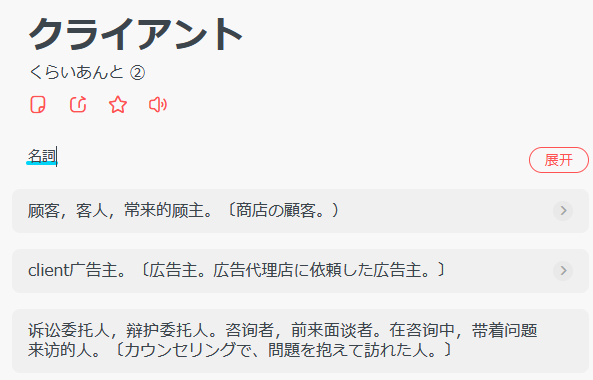 クライアント
くらいあんと ②
名詞
展开
顾客，客人，常来的顾主。〔商店の顧客。）
client广告主。〔広告主。広告代理店に依頼した広告主。〕
诉讼委托人，辩护委托人。咨询者，前来面谈者。在咨询中，带着问题
来访的人。〔カウンセリングで、問題を抱えて訪れた人。〕